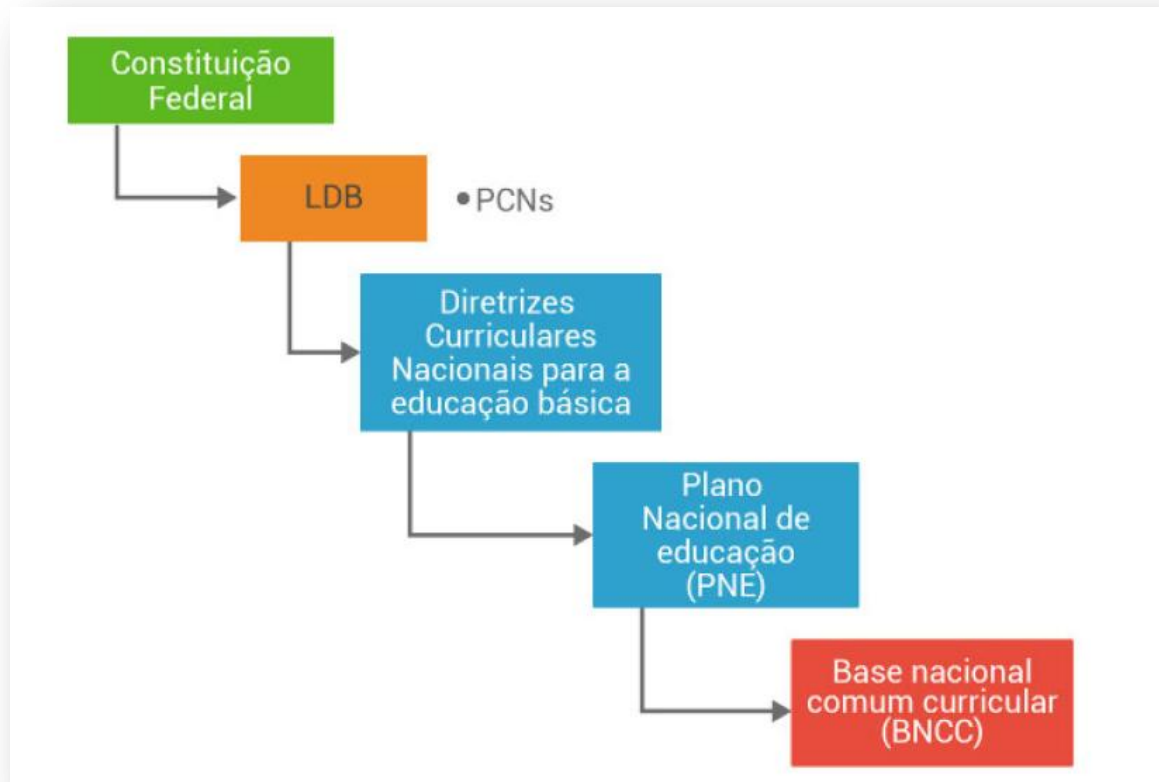 Constituição
Federal
LDB
• PCNs
Diretrizes
Curriculares
Nacionais para a
educação básica
Plano
Nacional de
educação
(PNE)
Base nacional
comum curricular
(BNCC)